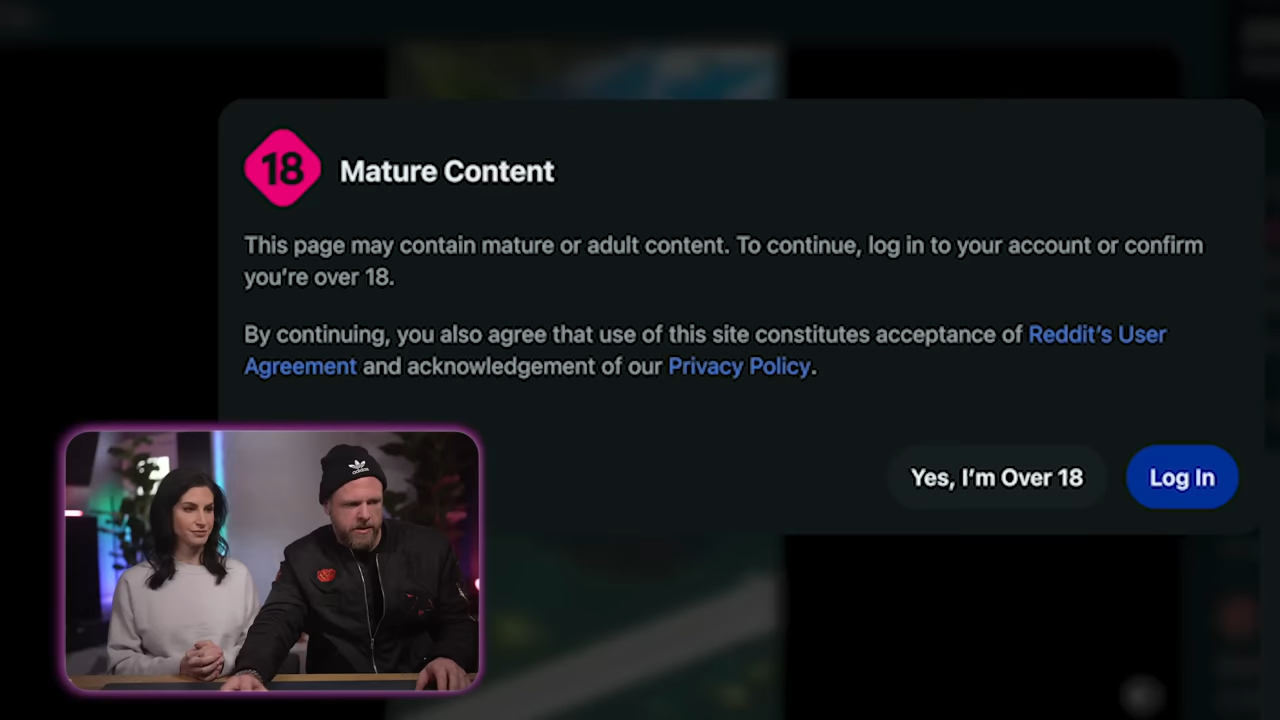 18
Mature Content
This page may contain mature or adult content. To continue, log in to your account or confirm
you're over 18.
By continuing, you also agree that use of this site constitutes acceptance of Reddit's User
Agreement and acknowledgement of our Privacy Policy.
Yes, I'm Over 18
Log In
adidas